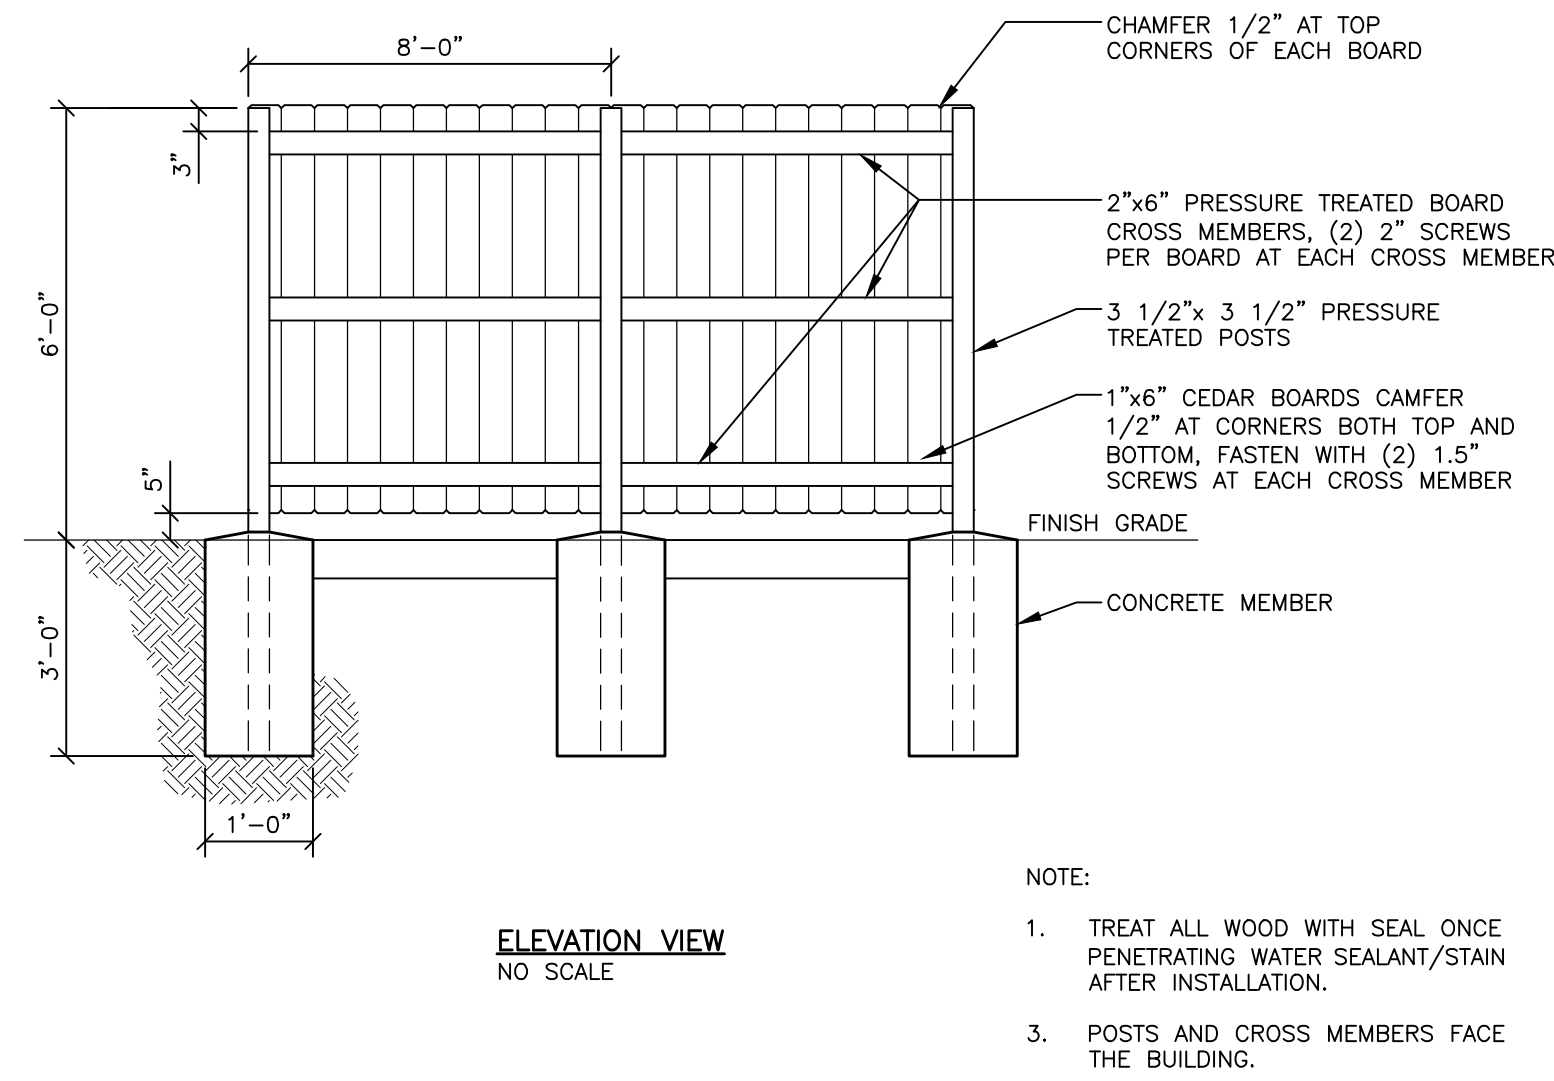 8'-0"
CHAMFER 1/2" AT TOP
CORNERS OF EACH BOARD
3"
2"x6" PRESSURE TREATED BOARD
CROSS MEMBERS, (2) 2" SCREWS
PER BOARD AT EACH CROSS MEMBER
6'-0"
3 1/2"x 3 1/2" PRESSURE
TREATED POSTS
1"x6" CEDAR BOARDS CAMFER
1/2" AT CORNERS BOTH TOP AND
BOTTOM, FASTEN WITH (2) 1.5"
SCREWS AT EACH CROSS MEMBER
5"
FINISH GRADE
3'-0"
CONCRETE MEMBER
1'-0"
ELEVATION VIEW
NO SCALE
NOTE:
1. TREAT ALL WOOD WITH SEAL ONCE
PENETRATING WATER SEALANT/STAIN
AFTER INSTALLATION.
3. POSTS AND CROSS MEMBERS FACE
THE BUILDING.